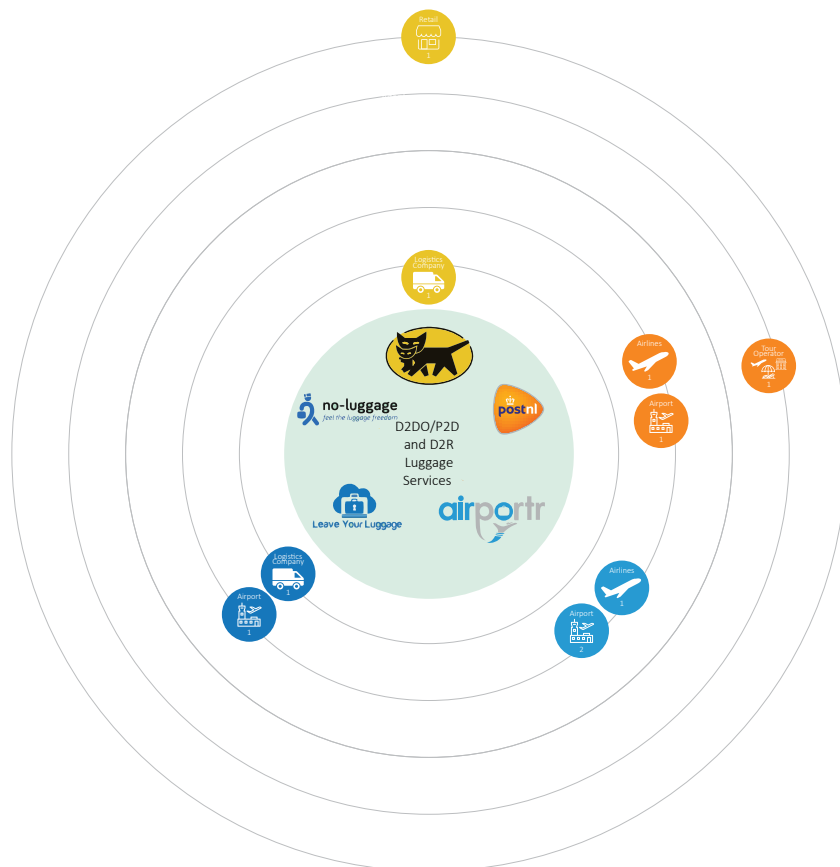 Retail
1
Logistics
Company
1
Airlines
1
Tour
Operator
1
Airport
1
no-luggage
feel the luggage freedom
postnl
D2DO/P2D
and D2R
Luggage
Services
Leave Your Luggage
airportr
Logistics
Company
1
Airport
1
Airlines
1
Airport
2